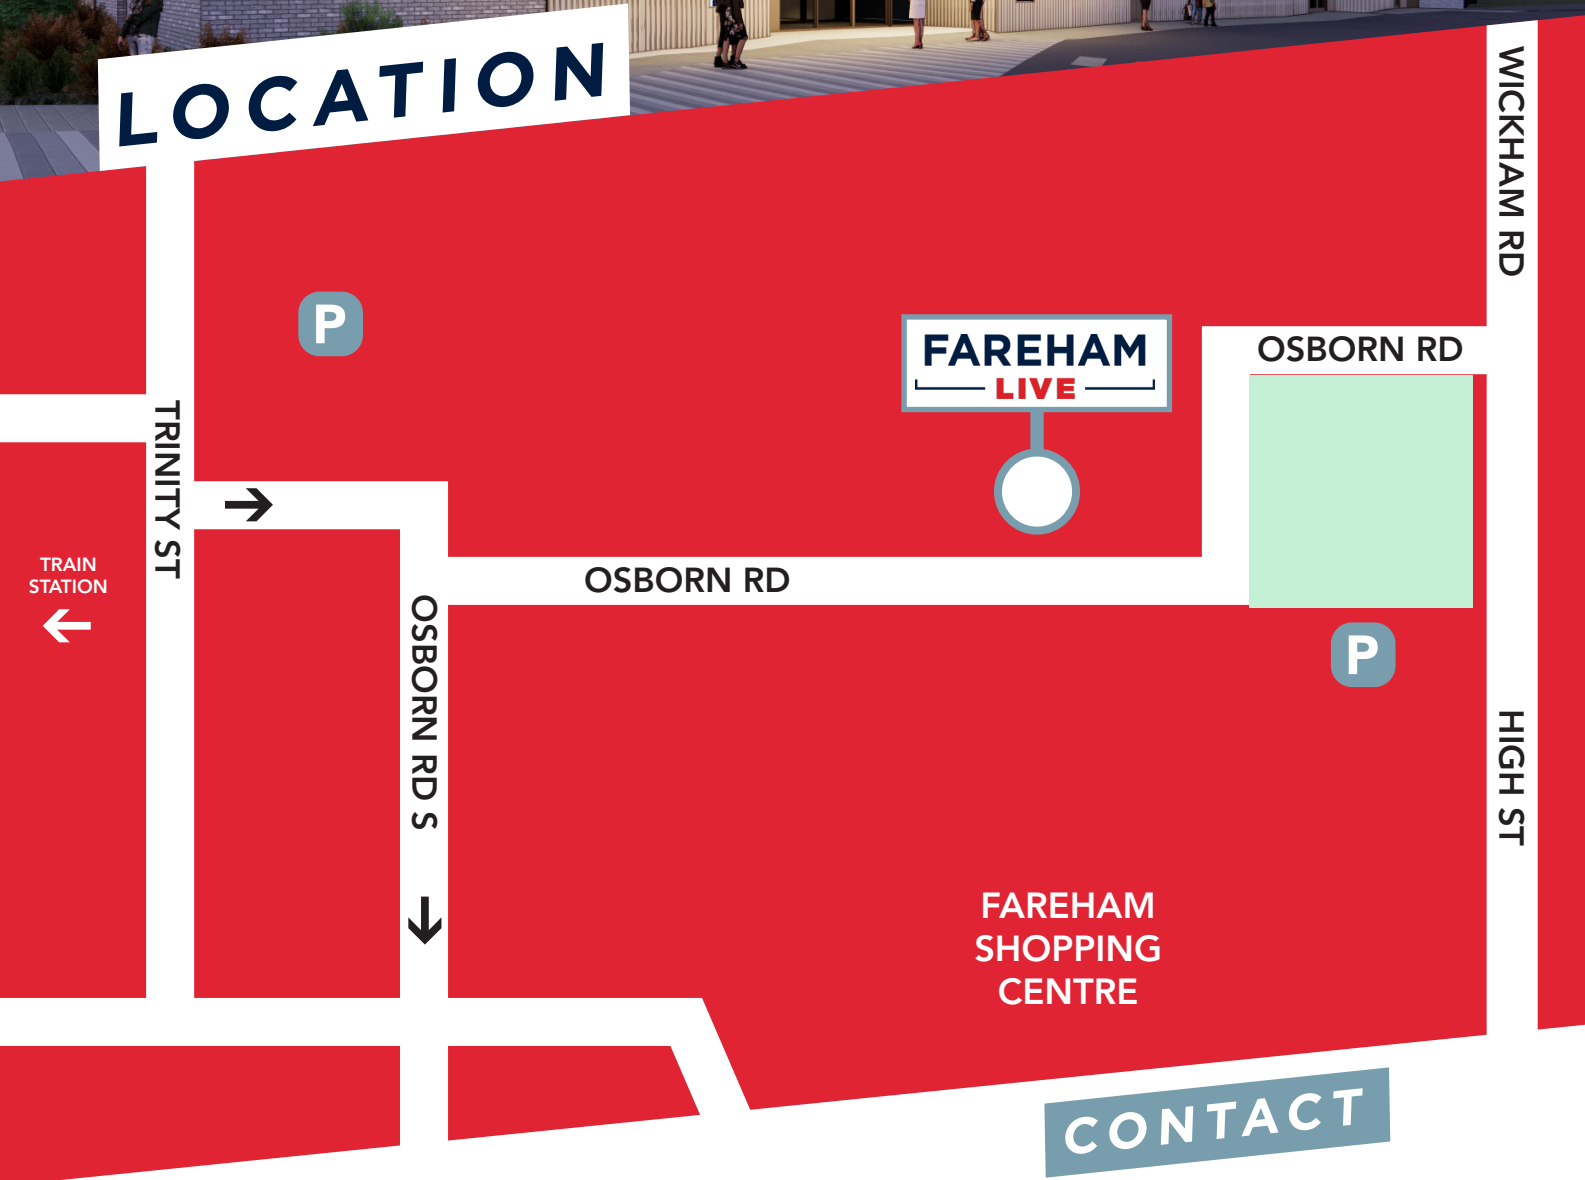 LOCATION
WICKHAM RD
P
FAREHAM
LIVE
OSBORN RD
TRINITY ST
TRAIN
STATION
OSBORN RD
OSBORN RD S
P
HIGH ST
FAREHAM
SHOPPING
CENTRE
CONTACT